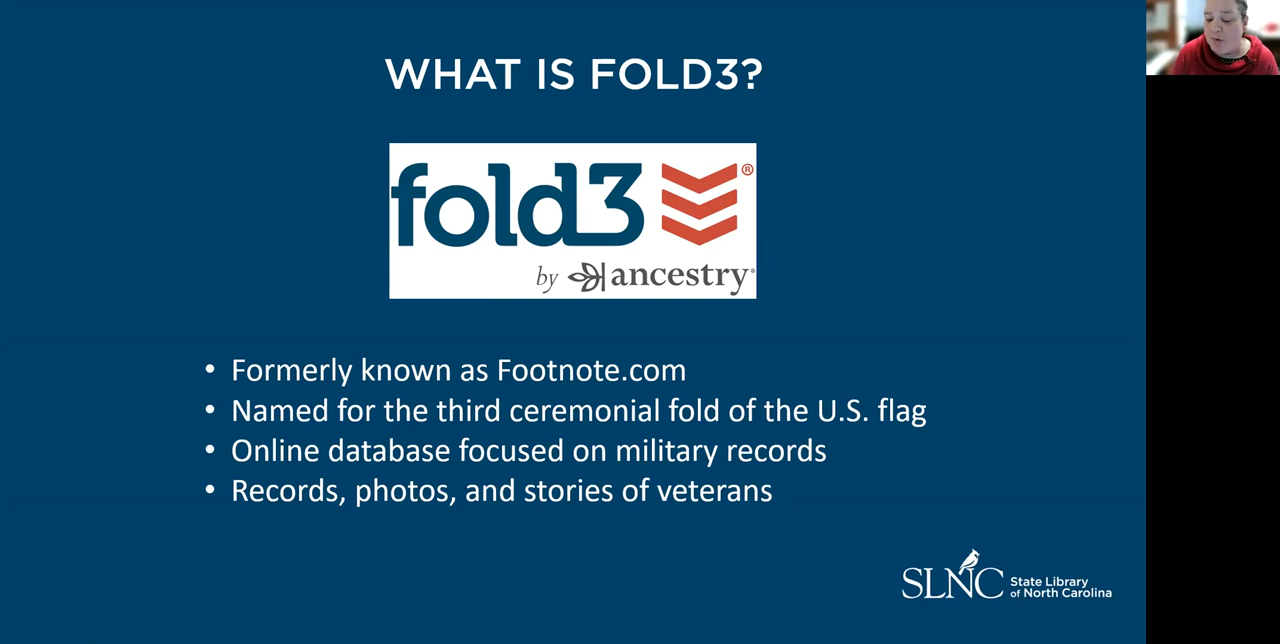 WHAT IS FOLD3?
fold3®
by ancestry®
• Formerly known as Footnote.com
• Named for the third ceremonial fold of the U.S. flag
• Online database focused on military records
• Records, photos, and stories of veterans
SLNC State Library
of North Carolina